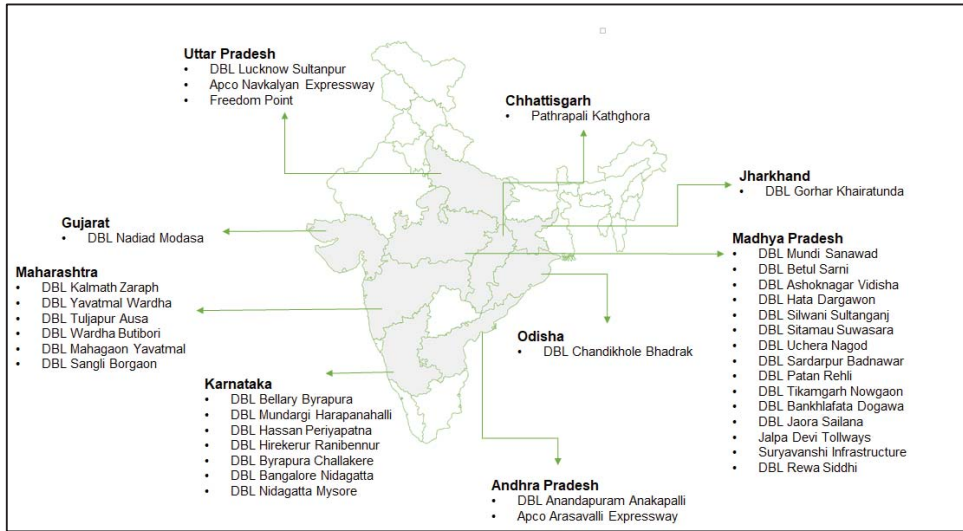 Uttar Pradesh
• DBL Lucknow Sultanpur
• Apco Navkalyan Expressway
• Freedom Point
Chhattisgarh
• Pathrapali Kathghora
Jharkhand
• DBL Gorhar Khairatunda
Gujarat
• DBL Nadiad Modasa
Maharashtra
• DBL Kalmath Zaraph
• DBL Yavatmal Wardha
• DBL Tuljapur Ausa
• DBL Wardha Butibori
• DBL Mahagaon Yavatmal
• DBL Sangli Borgaon
Madhya Pradesh
• DBL Mundi Sanawad
• DBL Betul Sarni
• DBL Ashoknagar Vidisha
• DBL Hata Dargawon
• DBL Silwani Sultanganj
• DBL Sitamau Suwasara
• DBL Uchera Nagod
• DBL Sardarpur Badnawar
• DBL Patan Rehli
• DBL Tikamgarh Nowgaon
• DBL Bankhlafata Dogawa
• DBL Jaora Sailana
• Jalpa Devi Tollways
• Suryavanshi Infrastructure
• DBL Rewa Siddhi
Odisha
• DBL Chandikhole Bhadrak
Karnataka
• DBL Bellary Byrapura
• DBL Mundargi Harapanahalli
• DBL Hassan Periyapatna
• DBL Hirekerur Ranibennur
• DBL Byrapura Challakere
• DBL Bangalore Nidagatta
• DBL Nidagatta Mysore
Andhra Pradesh
• DBL Anandapuram Anakapalli
• Apco Arasavalli Expressway